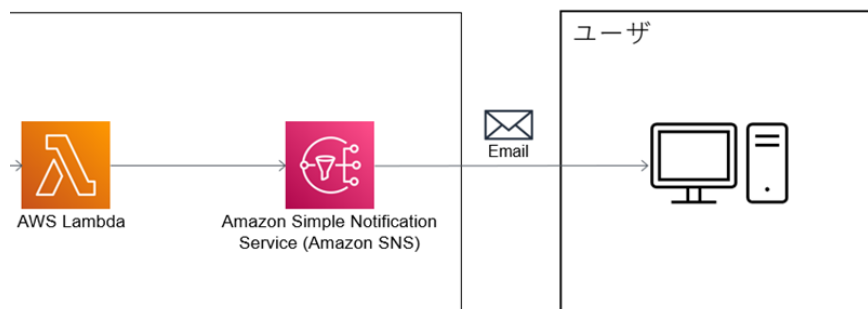 ユーザ
Email
AWS Lambda
Amazon Simple Notification
Service (Amazon SNS)